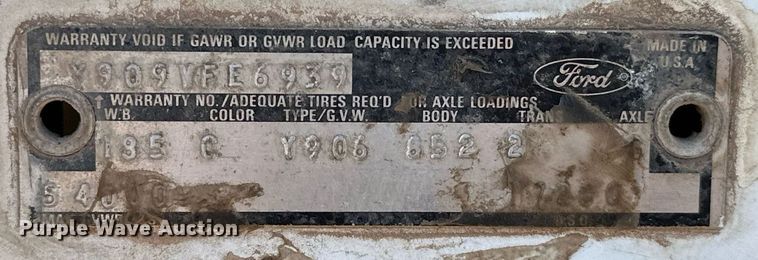 WARRANTY VOID IF GAWR OR GVWR LOAD CAPACITY IS EXCEEDED
MADE IN U.S.A.
Y909VFE6939
Ford
↑ WARRANTY NO./ADEQUATE TIRES REQ'D FOR AXLE LOADINGS
W.B. COLOR TYPE/G.V.W. BODY TRANS AXLE
185 C Y906 852 2
Purple Wave Auction